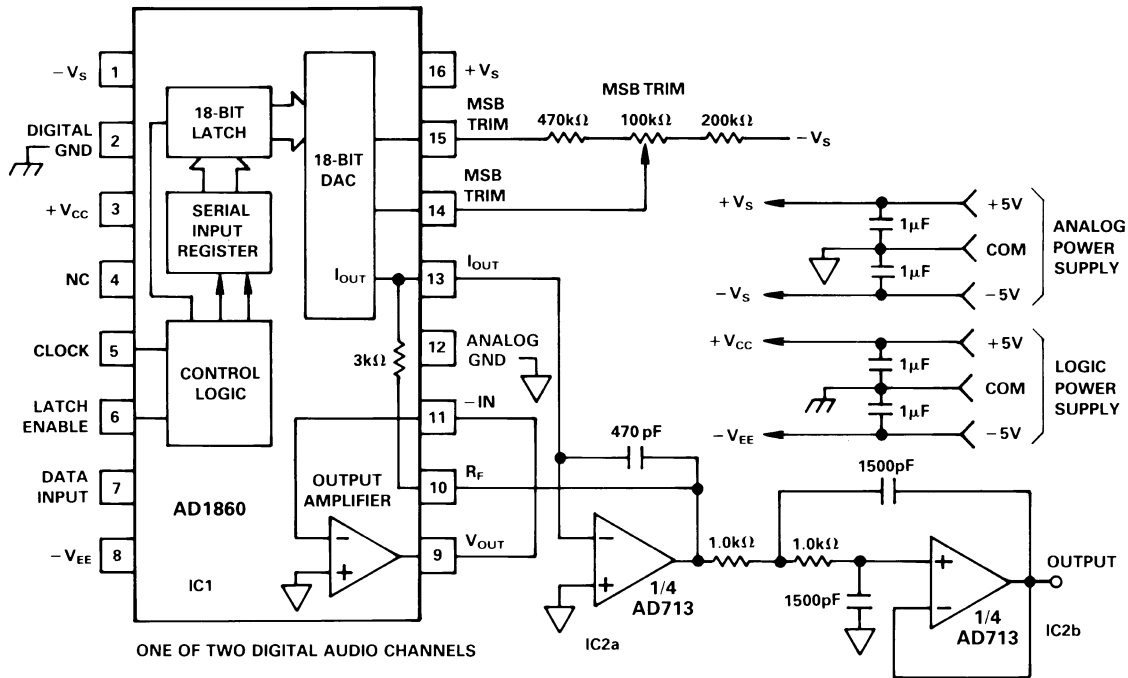 −VS
1
DIGITAL
GND
2
+VCC
3
NC
4
CLOCK
5
LATCH
ENABLE
6
DATA
INPUT
7
−VEE
8
18-BIT
LATCH
SERIAL
INPUT
REGISTER
CONTROL
LOGIC
AD1860
IC1
18-BIT
DAC
IOUT
3kΩ
OUTPUT
AMPLIFIER
−
+
16
+VS
15
MSB
TRIM
14
MSB
TRIM
13
IOUT
12
ANALOG
GND
11
−IN
10
RF
9
VOUT
MSB TRIM
470kΩ
100kΩ
200kΩ
−VS
+VS
1µF
+5V
COM
1µF
−VS
−5V
ANALOG
POWER
SUPPLY
+VCC
1µF
+5V
COM
1µF
−VEE
−5V
LOGIC
POWER
SUPPLY
470 pF
−
+
1/4
AD713
IC2a
1.0kΩ
1.0kΩ
1500pF
1500pF
+
−
1/4
AD713
IC2b
OUTPUT
ONE OF TWO DIGITAL AUDIO CHANNELS